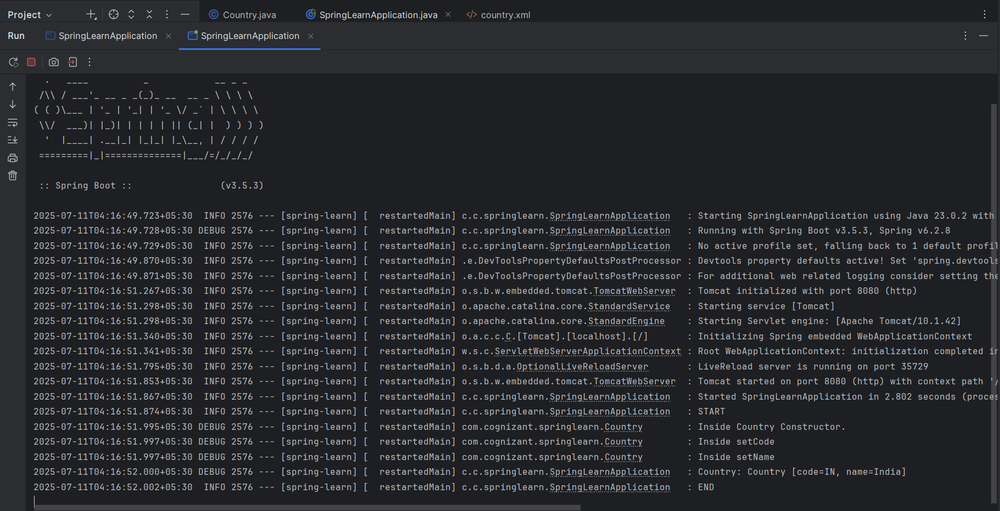 Project
Country.java
SpringLearnApplication.java
country.xml
Run
SpringLearnApplication
SpringLearnApplication
  .   ____          _            __ _ _
 /\\ / ___'_ __ _ _(_)_ __  __ _ \ \ \ \
( ( )\___ | '_ | '_| | '_ \/ _` | \ \ \ \
 \\/  ___)| |_)| | | | | || (_| |  ) ) ) )
  '  |____| .__|_| |_|_| |_\__, | / / / /
 =========|_|==============|___/=/_/_/_/
 :: Spring Boot ::                (v3.5.3)
2025-07-11T04:16:49.723+05:30  INFO 2576 --- [spring-learn] [  restartedMain] c.c.springlearn.SpringLearnApplication   : Starting SpringLearnApplication using Java 23.0.2 with
2025-07-11T04:16:49.728+05:30 DEBUG 2576 --- [spring-learn] [  restartedMain] c.c.springlearn.SpringLearnApplication   : Running with Spring Boot v3.5.3, Spring v6.2.8
2025-07-11T04:16:49.729+05:30  INFO 2576 --- [spring-learn] [  restartedMain] c.c.springlearn.SpringLearnApplication   : No active profile set, falling back to 1 default profil
2025-07-11T04:16:49.870+05:30  INFO 2576 --- [spring-learn] [  restartedMain] .e.DevToolsPropertyDefaultsPostProcessor : Devtools property defaults active! Set 'spring.devtools
2025-07-11T04:16:49.871+05:30  INFO 2576 --- [spring-learn] [  restartedMain] .e.DevToolsPropertyDefaultsPostProcessor : For additional web related logging consider setting the
2025-07-11T04:16:51.267+05:30  INFO 2576 --- [spring-learn] [  restartedMain] o.s.b.w.embedded.tomcat.TomcatWebServer  : Tomcat initialized with port 8080 (http)
2025-07-11T04:16:51.298+05:30  INFO 2576 --- [spring-learn] [  restartedMain] o.apache.catalina.core.StandardService   : Starting service [Tomcat]
2025-07-11T04:16:51.298+05:30  INFO 2576 --- [spring-learn] [  restartedMain] o.apache.catalina.core.StandardEngine    : Starting Servlet engine: [Apache Tomcat/10.1.42]
2025-07-11T04:16:51.340+05:30  INFO 2576 --- [spring-learn] [  restartedMain] o.a.c.c.C.[Tomcat].[localhost].[/]       : Initializing Spring embedded WebApplicationContext
2025-07-11T04:16:51.341+05:30  INFO 2576 --- [spring-learn] [  restartedMain] w.s.c.ServletWebServerApplicationContext : Root WebApplicationContext: initialization completed in
2025-07-11T04:16:51.795+05:30  INFO 2576 --- [spring-learn] [  restartedMain] o.s.b.d.a.OptionalLiveReloadServer       : LiveReload server is running on port 35729
2025-07-11T04:16:51.853+05:30  INFO 2576 --- [spring-learn] [  restartedMain] o.s.b.w.embedded.tomcat.TomcatWebServer  : Tomcat started on port 8080 (http) with context path '/
2025-07-11T04:16:51.867+05:30  INFO 2576 --- [spring-learn] [  restartedMain] c.c.springlearn.SpringLearnApplication   : Started SpringLearnApplication in 2.802 seconds (proces
2025-07-11T04:16:51.874+05:30  INFO 2576 --- [spring-learn] [  restartedMain] c.c.springlearn.SpringLearnApplication   : START
2025-07-11T04:16:51.995+05:30 DEBUG 2576 --- [spring-learn] [  restartedMain] com.cognizant.springlearn.Country        : Inside Country Constructor.
2025-07-11T04:16:51.997+05:30 DEBUG 2576 --- [spring-learn] [  restartedMain] com.cognizant.springlearn.Country        : Inside setCode
2025-07-11T04:16:51.997+05:30 DEBUG 2576 --- [spring-learn] [  restartedMain] com.cognizant.springlearn.Country        : Inside setName
2025-07-11T04:16:52.000+05:30 DEBUG 2576 --- [spring-learn] [  restartedMain] c.c.springlearn.SpringLearnApplication   : Country: Country [code=IN, name=India]
2025-07-11T04:16:52.002+05:30  INFO 2576 --- [spring-learn] [  restartedMain] c.c.springlearn.SpringLearnApplication   : END